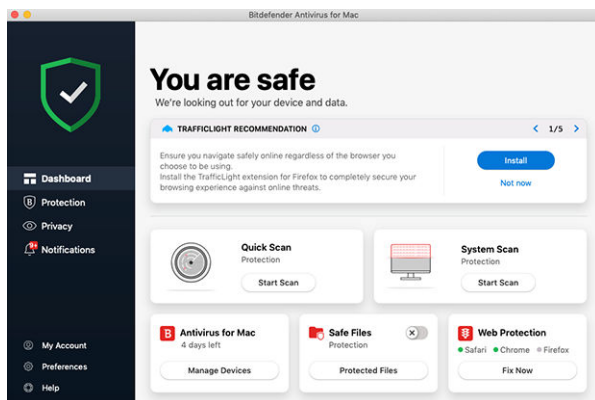 Bitdefender Antivirus for Mac
You are safe
We're looking out for your device and data.
TRAFFICLIGHT RECOMMENDATION
1/5
Ensure you navigate safely online regardless of the browser you
choose to be using.
Install the TrafficLight extension for Firefox to completely secure your
browsing experience against online threats.
Install
Not now
Dashboard
B Protection
Privacy
9+ Notifications
My Account
Preferences
Help
Quick Scan
Protection
Start Scan
System Scan
Protection
Start Scan
B Antivirus for Mac
4 days left
Manage Devices
Safe Files
Protection
Protected Files
Web Protection
Safari Chrome Firefox
Fix Now